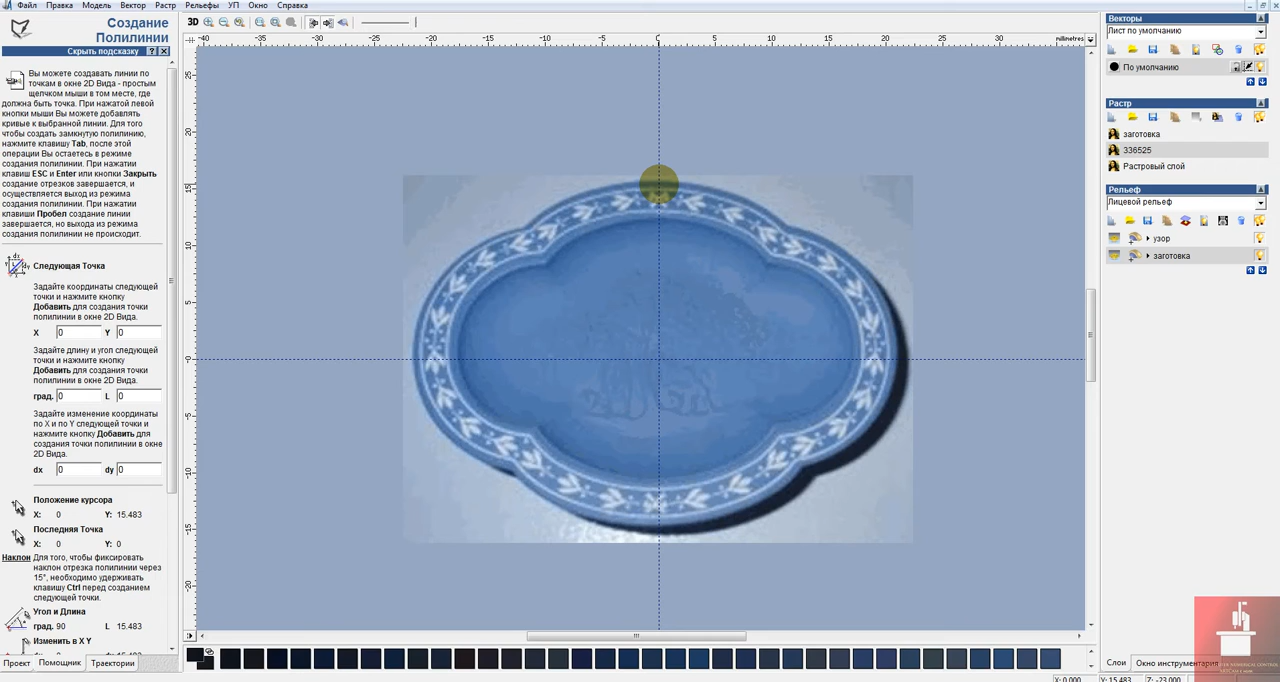 Файл Правка Модель Вектор Растр Рельефы УП Окно Справка
Создание
Полилинии
Скрыть подсказку ?
Вы можете создавать линии по
точкам в окне 2D Вида - простым
щелчком мыши в том месте, где
должна быть точка. При нажатой левой
кнопки мыши Вы можете добавлять
кривые к выбранной линии. Для того
чтобы создать замкнутую полилинию,
нажмите клавишу Tab, после этой
операции Вы остаетесь в режиме
создания полилинии. При нажатии
клавиш ESC и Enter или кнопки Закрыть
создание отрезков завершается, и
осуществляется выход из режима
создания полилинии. При нажатии
клавиши Пробел создание линии
завершается, но выхода из режима
создания полилинии не происходит.
Следующая Точка
Задайте координаты следующей
точки и нажмите кнопку
Добавить для создания точки
полилинии в окне 2D Вида.
X 0 Y 0
Задайте длину и угол следующей
точки и нажмите кнопку
Добавить для создания точки
полилинии в окне 2D Вида.
град. 0 L 0
Задайте изменение координаты
по X и по Y следующей точки и
нажмите кнопку Добавить для
создания точки полилинии в окне
2D Вида.
dx 0 dy 0
Положение курсора
X: 0 Y: 15.483
Последняя Точка
X: 0 Y: 0
Наклон Для того, чтобы фиксировать
наклон отрезка полилинии через
15°, необходимо удерживать
клавишу Ctrl перед созданием
следующей точки.
Угол и Длина
град. 90 L 15.483
Изменить в X Y
Проект Помощник Траектории
3D
-40 -35 -30 -25 -20 -15 -10 -5 0 5 10 15 20 25 30 millimetres
25
20
15
10
5
0
-5
-10
-15
-20
Векторы
Лист по умолчанию
По умолчанию
Растр
заготовка
336525
Растровый слой
Рельеф
Лицевой рельеф
узор
заготовка
Слои Окно инструментария
X: 0.000 Y: 15.483 Z: -23.000